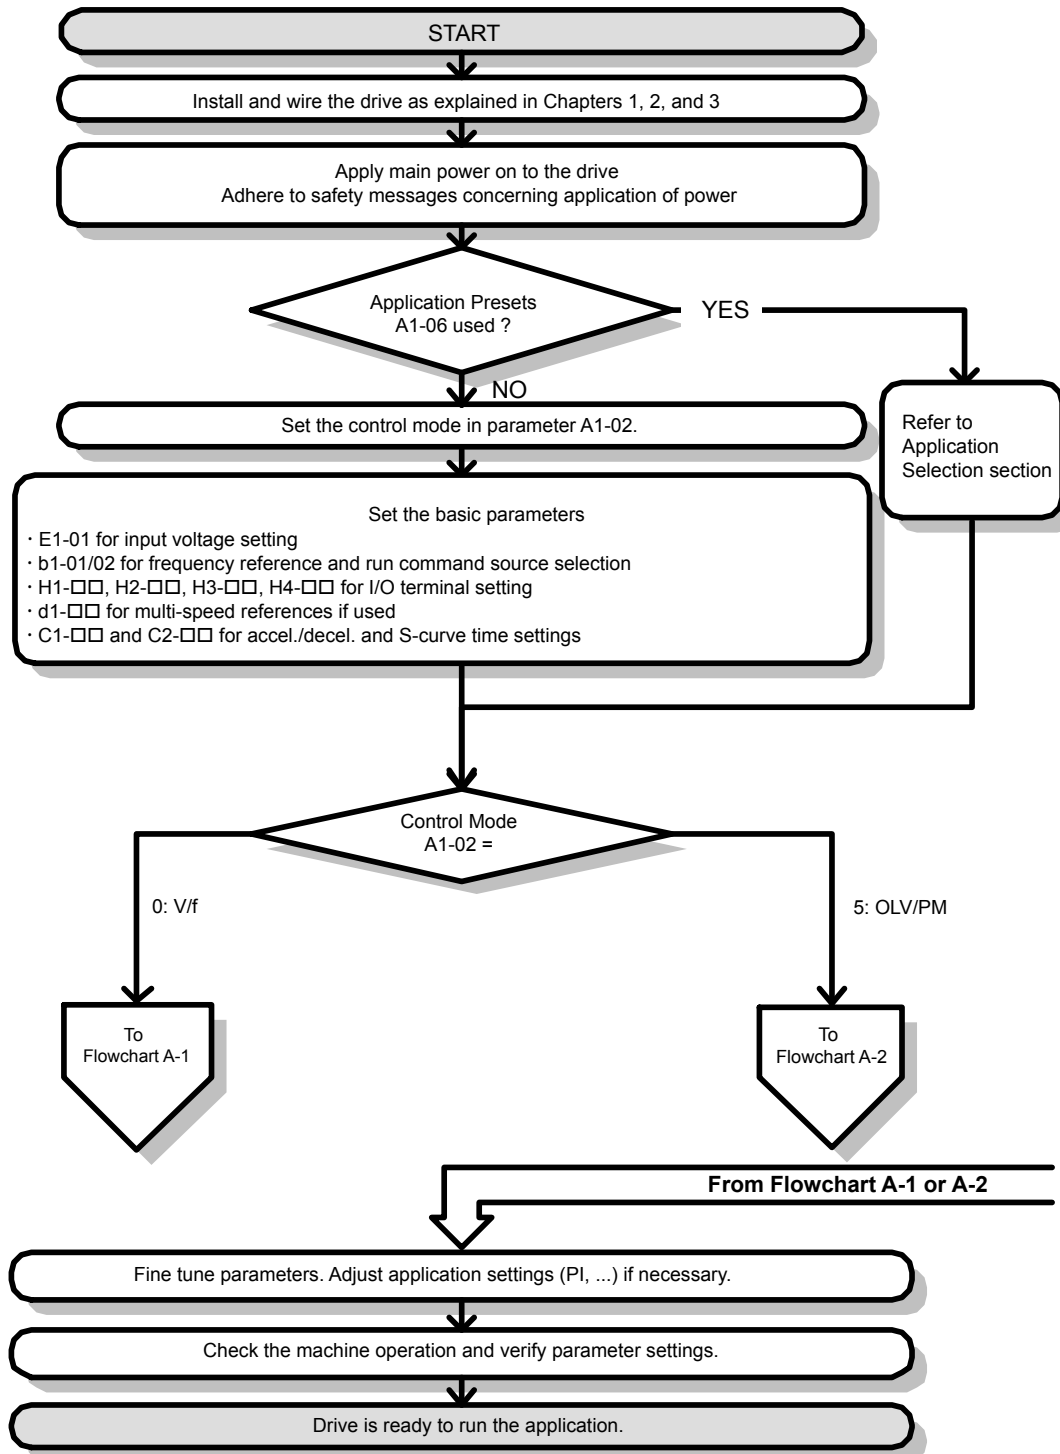 START
Install and wire the drive as explained in Chapters 1, 2, and 3
Apply main power on to the drive
Adhere to safety messages concerning application of power
Application Presets
A1-06 used ?
YES
NO
Set the control mode in parameter A1-02.
Refer to
Application
Selection section
Set the basic parameters
· E1-01 for input voltage setting
· b1-01/02 for frequency reference and run command source selection
· H1-□□, H2-□□, H3-□□, H4-□□ for I/O terminal setting
· d1-□□ for multi-speed references if used
· C1-□□ and C2-□□ for accel./decel. and S-curve time settings
Control Mode
A1-02 =
0: V/f
5: OLV/PM
To
Flowchart A-1
To
Flowchart A-2
From Flowchart A-1 or A-2
Fine tune parameters. Adjust application settings (PI, ...) if necessary.
Check the machine operation and verify parameter settings.
Drive is ready to run the application.